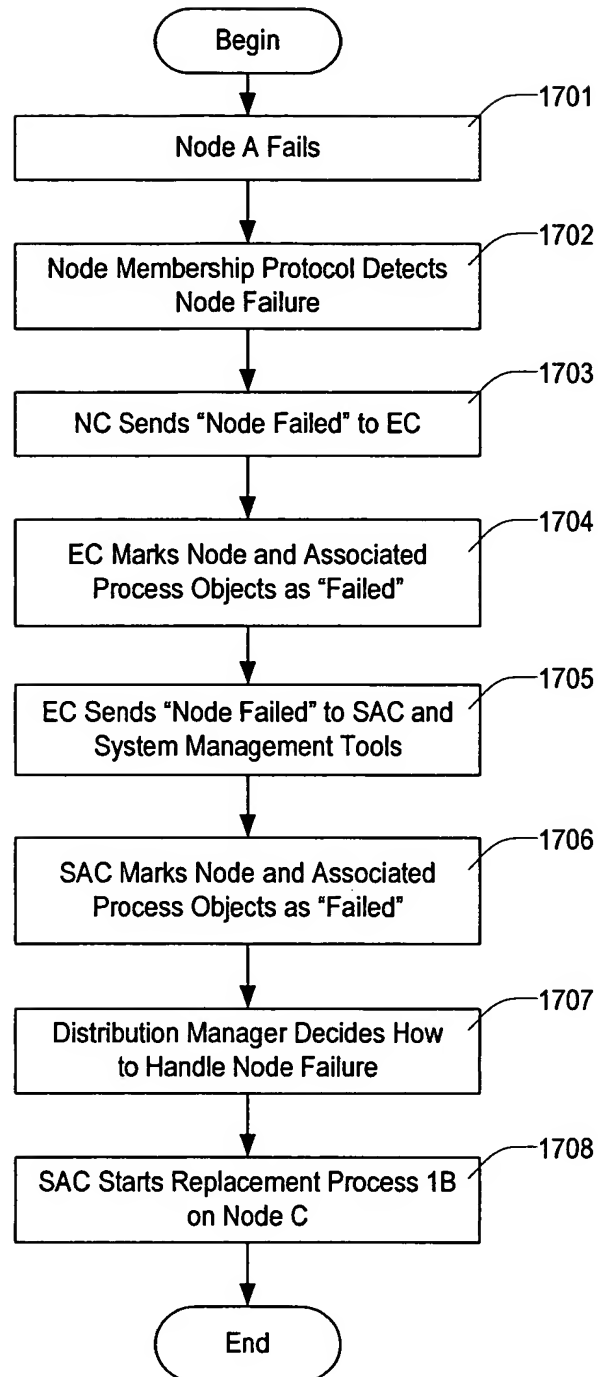 Begin
1701
Node A Fails
1702
Node Membership Protocol Detects
Node Failure
1703
NC Sends “Node Failed” to EC
1704
EC Marks Node and Associated
Process Objects as “Failed”
1705
EC Sends “Node Failed” to SAC and
System Management Tools
1706
SAC Marks Node and Associated
Process Objects as “Failed”
1707
Distribution Manager Decides How
to Handle Node Failure
1708
SAC Starts Replacement Process 1B
on Node C
End